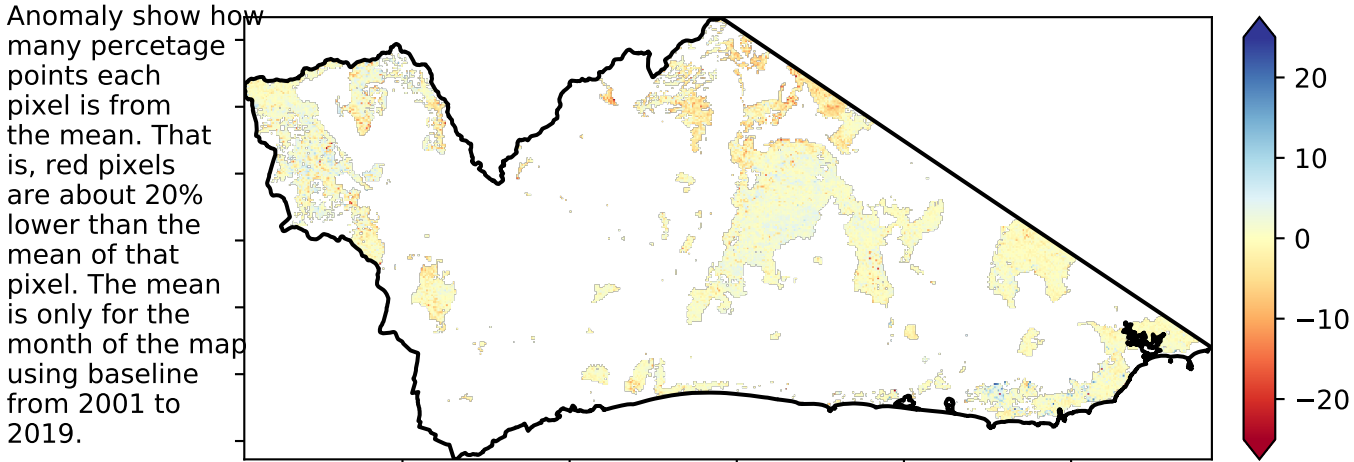 Anomaly show how
many percetage
points each
pixel is from
the mean. That
is, red pixels
are about 20%
lower than the
mean of that
pixel. The mean
is only for the
month of the map
using baseline
from 2001 to
2019.
20
10
0
−10
−20